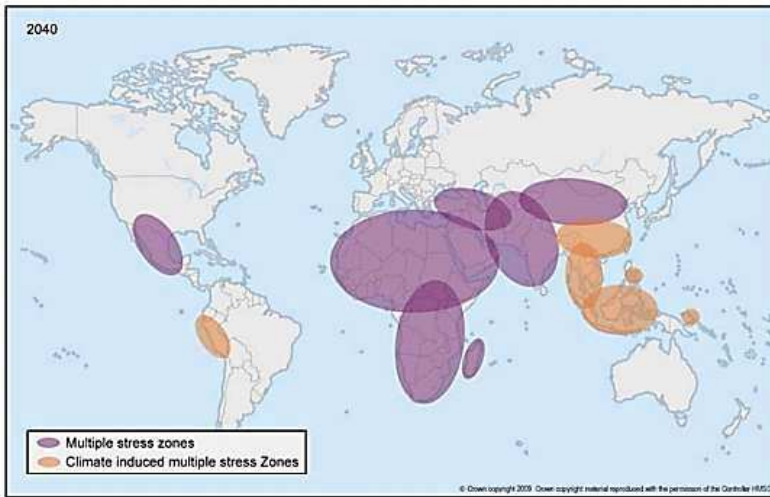 2040
Multiple stress zones
Climate induced multiple stress Zones
© Crown copyright 2009 Crown copyright material reproduced with the permission of the Controller HMSO